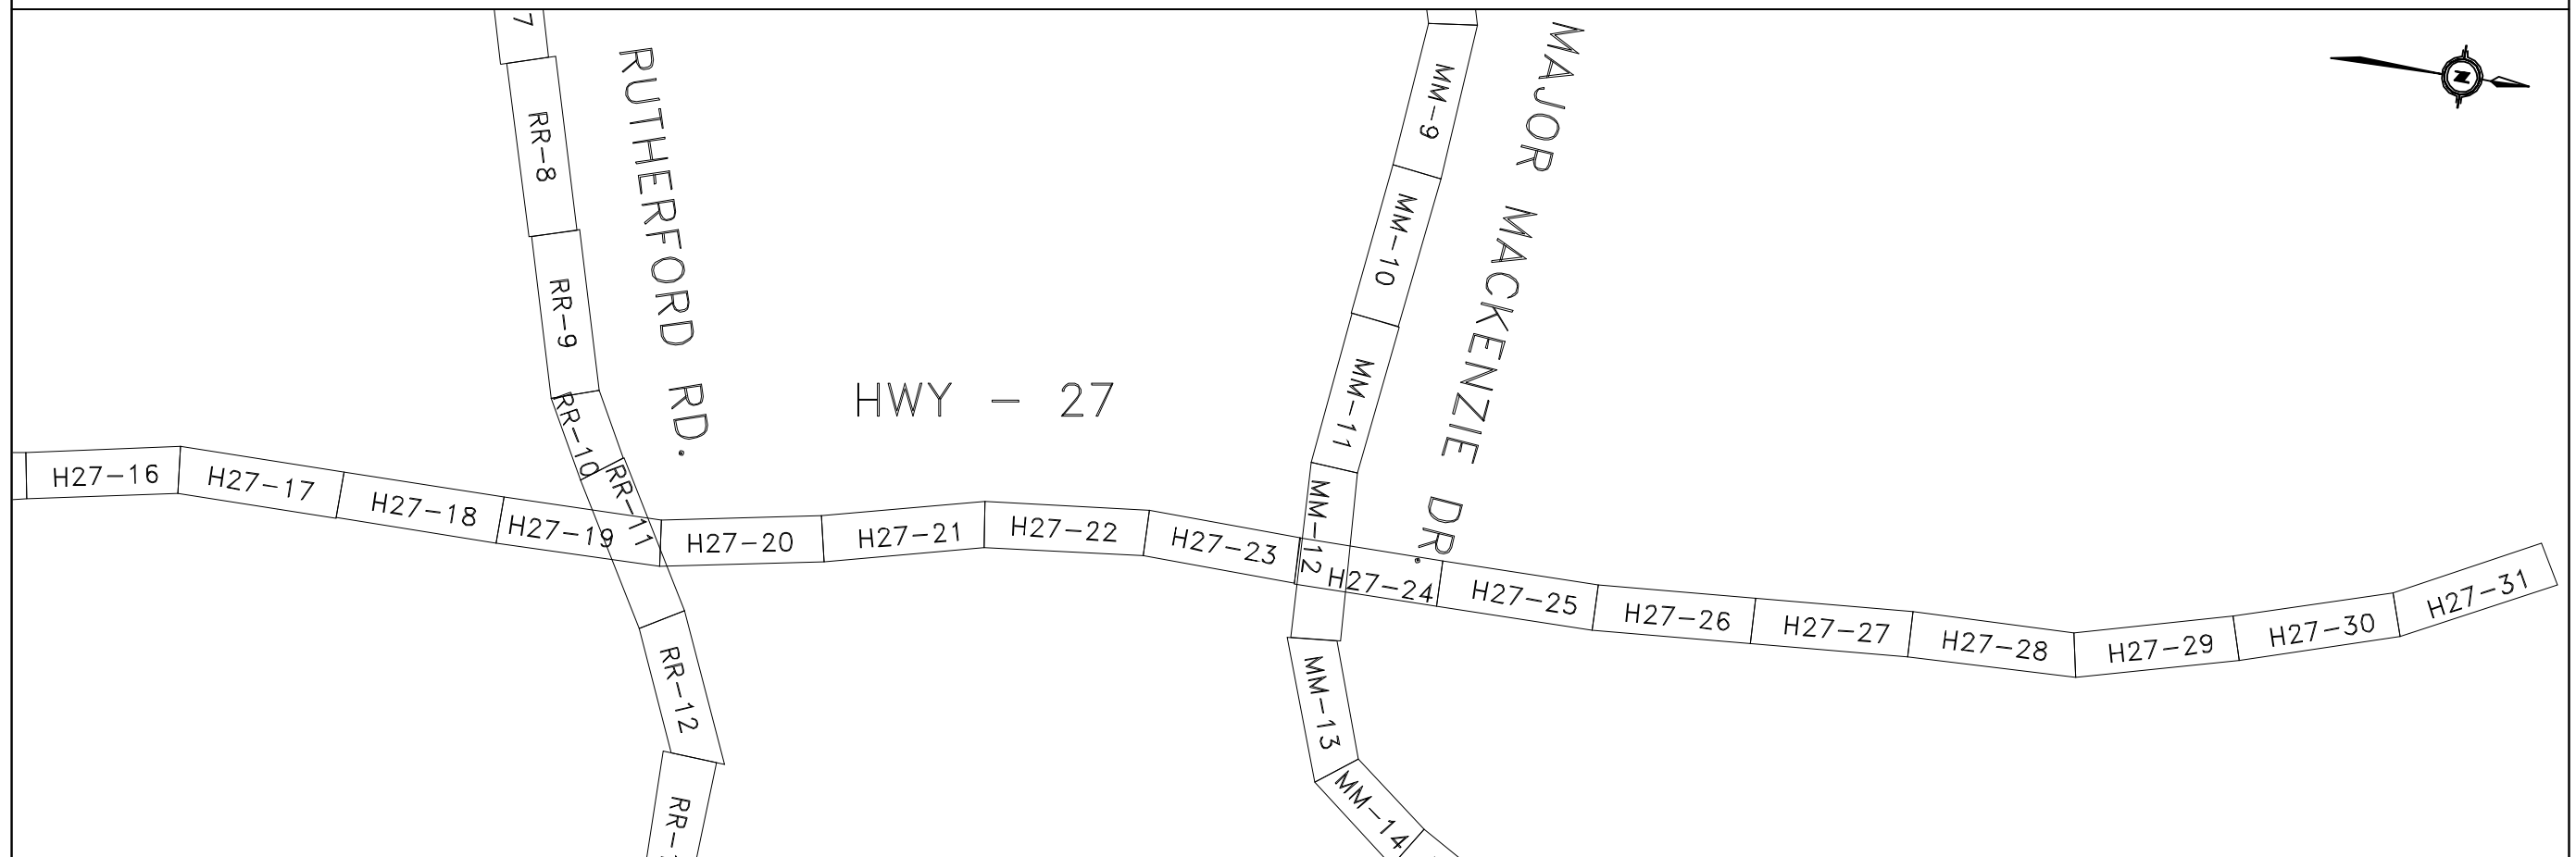 7
RR-8
RR-9
RR-10
RR-11
RR-12
RR-
RUTHERFORD RD.
HWY - 27
MM-9
MM-10
MM-11
MM-12
MM-13
MM-14
MAJOR MACKENZIE DR.
N
H27-16
H27-17
H27-18
H27-19
H27-20
H27-21
H27-22
H27-23
H27-24
H27-25
H27-26
H27-27
H27-28
H27-29
H27-30
H27-31